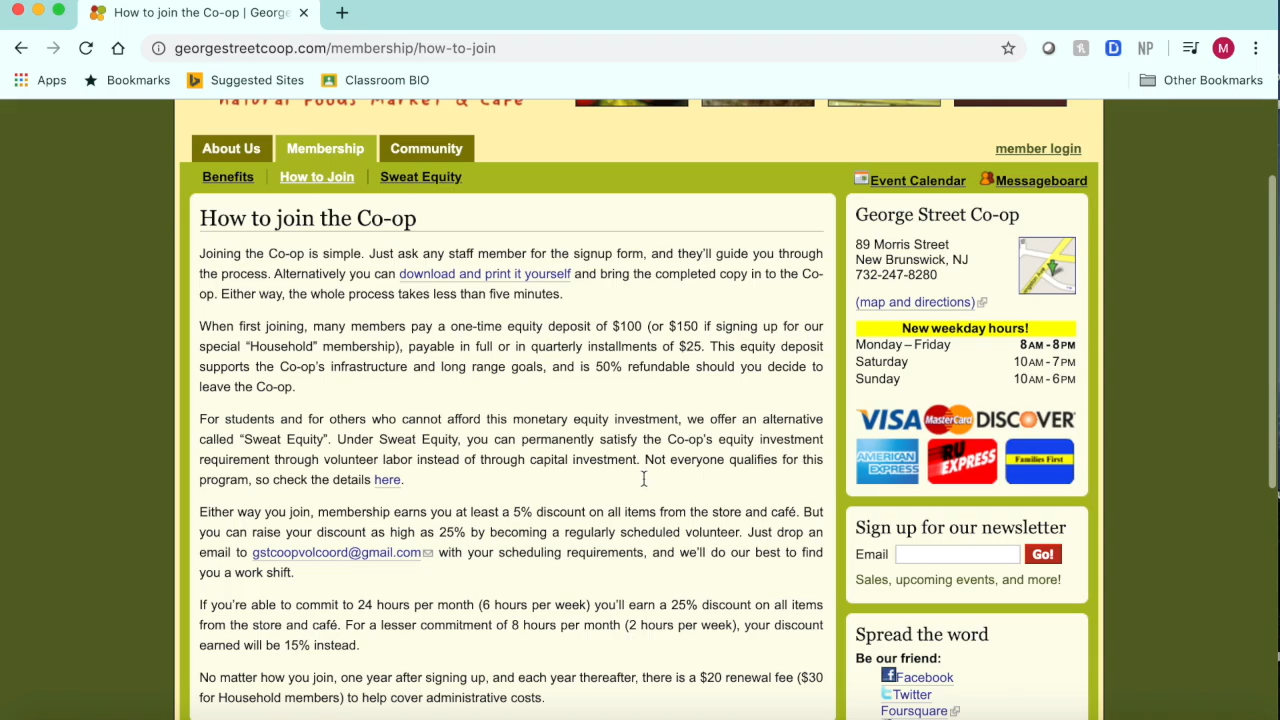 How to join the Co-op | George
georgestreetcoop.com/membership/how-to-join
NP
M
Apps
Bookmarks
Suggested Sites
Classroom BIO
Other Bookmarks
Natural Foods Market & Cafe
About Us
Membership
Community
member login
Benefits
How to Join
Sweat Equity
Event Calendar
Messageboard
How to join the Co-op
Joining the Co-op is simple. Just ask any staff member for the signup form, and they'll guide you through
the process. Alternatively you can download and print it yourself and bring the completed copy in to the Co-
op. Either way, the whole process takes less than five minutes.
When first joining, many members pay a one-time equity deposit of $100 (or $150 if signing up for our
special “Household” membership), payable in full or in quarterly installments of $25. This equity deposit
supports the Co-op's infrastructure and long range goals, and is 50% refundable should you decide to
leave the Co-op.
For students and for others who cannot afford this monetary equity investment, we offer an alternative
called “Sweat Equity”. Under Sweat Equity, you can permanently satisfy the Co-op's equity investment
requirement through volunteer labor instead of through capital investment. Not everyone qualifies for this
program, so check the details here.
Either way you join, membership earns you at least a 5% discount on all items from the store and café. But
you can raise your discount as high as 25% by becoming a regularly scheduled volunteer. Just drop an
email to gstcoopvolcoord@gmail.com with your scheduling requirements, and we'll do our best to find
you a work shift.
If you're able to commit to 24 hours per month (6 hours per week) you'll earn a 25% discount on all items
from the store and café. For a lesser commitment of 8 hours per month (2 hours per week), your discount
earned will be 15% instead.
No matter how you join, one year after signing up, and each year thereafter, there is a $20 renewal fee ($30
for Household members) to help cover administrative costs.
George Street Co-op
89 Morris Street
New Brunswick, NJ
732-247-8280
(map and directions)
New weekday hours!
Monday – Friday 8AM - 8PM
Saturday 10AM - 7PM
Sunday 10AM - 6PM
VISA MasterCard DISCOVER
AMERICAN EXPRESS RU EXPRESS Families First
Sign up for our newsletter
Email Go!
Sales, upcoming events, and more!
Spread the word
Be our friend:
Facebook
Twitter
Foursquare